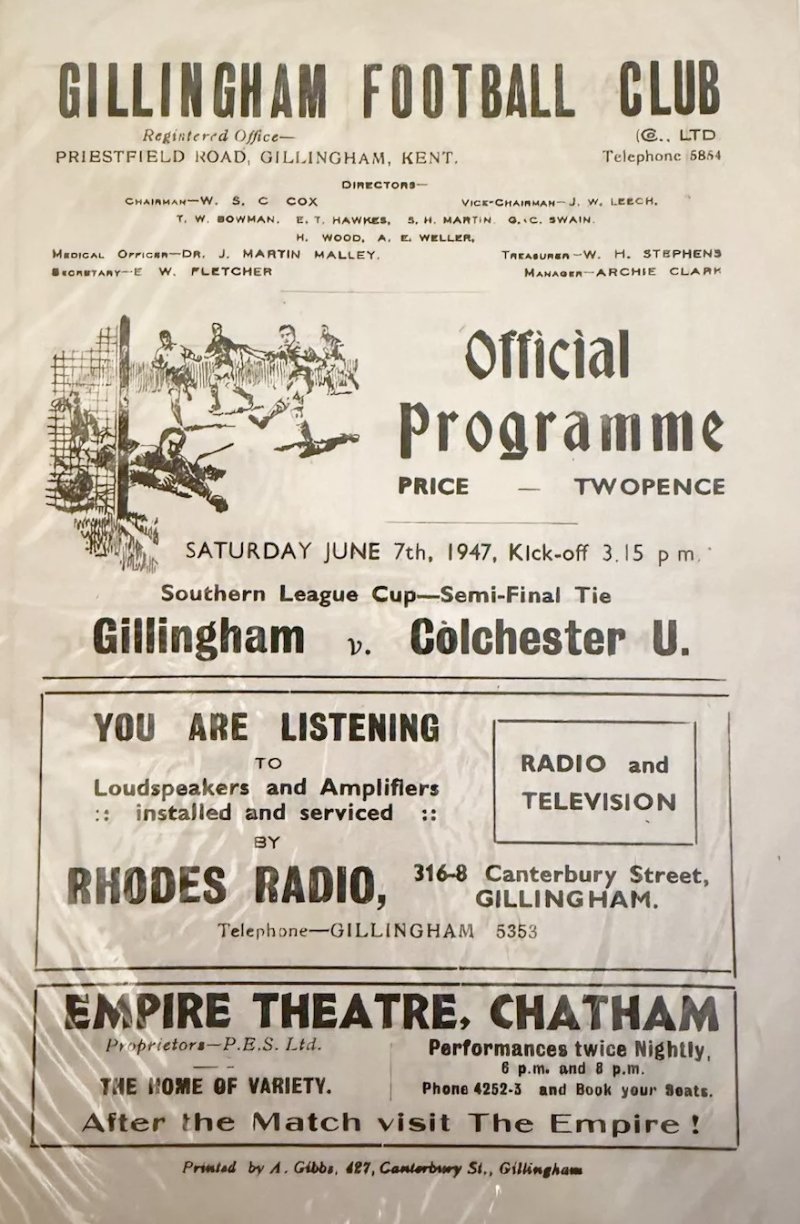 GILLINGHAM FOOTBALL CLUB
Registered Office— Co., LTD
PRIESTFIELD ROAD, GILLINGHAM, KENT. Telephone 5854
DIRECTORS—
CHAIRMAN—W. S. C COX VICE-CHAIRMAN—J. W. LEECH.
T. W. BOWMAN. E. T. HAWKES, S. H. MARTIN. G. C. SWAIN.
H. WOOD, A. E. WELLER,
MEDICAL OFFICER—DR. J. MARTIN MALLEY. TREASURER—W. H. STEPHENS
SECRETARY—E W. FLETCHER MANAGER—ARCHIE CLARK
Official
Programme
PRICE — TWOPENCE
SATURDAY JUNE 7th, 1947, Kick-off 3.15 p m.
Southern League Cup—Semi-Final Tie
Gillingham v. Colchester U.
YOU ARE LISTENING
TO
Loudspeakers and Amplifiers
:: installed and serviced ::
BY
RADIO and
TELEVISION
RHODES RADIO, 316-8 Canterbury Street,
GILLINGHAM.
Telephone—GILLINGHAM 5353
EMPIRE THEATRE, CHATHAM
Proprietors—P.E.S. Ltd.
THE HOME OF VARIETY.
Performances twice Nightly,
6 p.m. and 8 p.m.
Phone 4252-3 and Book your Seats.
After the Match visit The Empire !
Printed by A. Gibbs, 427, Canterbury St., Gillingham